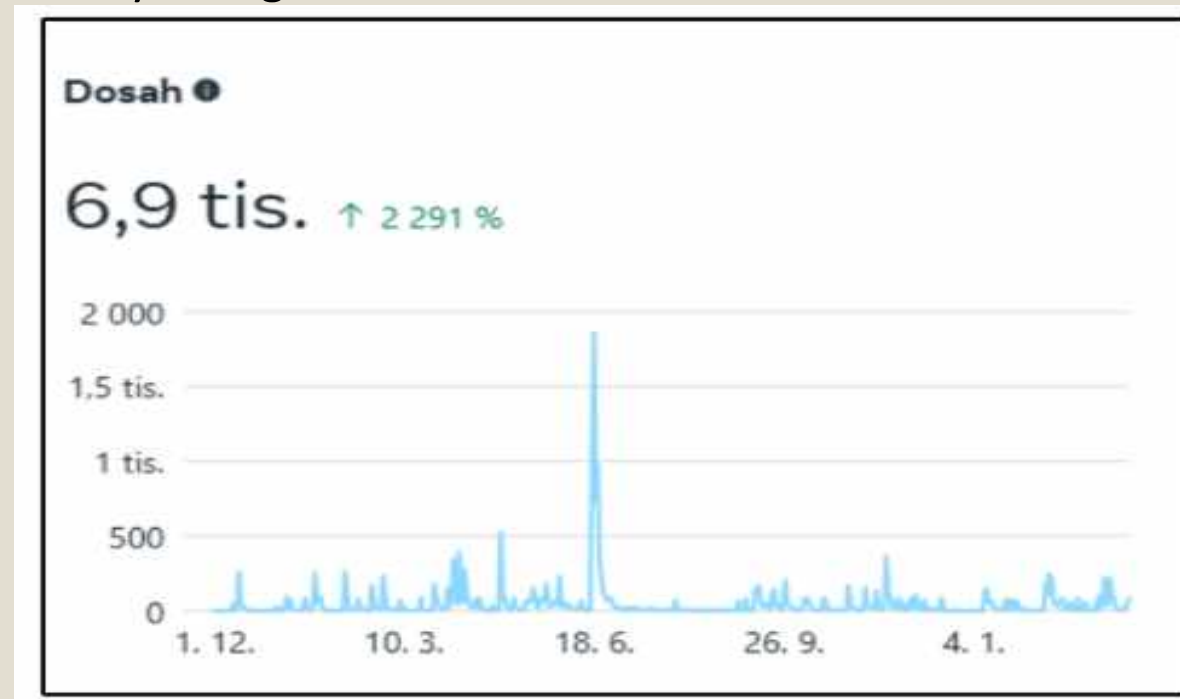 Dosah
6,9 tis. ↑ 2 291 %
2 000
1,5 tis.
1 tis.
500
0
1. 12. 10. 3. 18. 6. 26. 9. 4. 1.